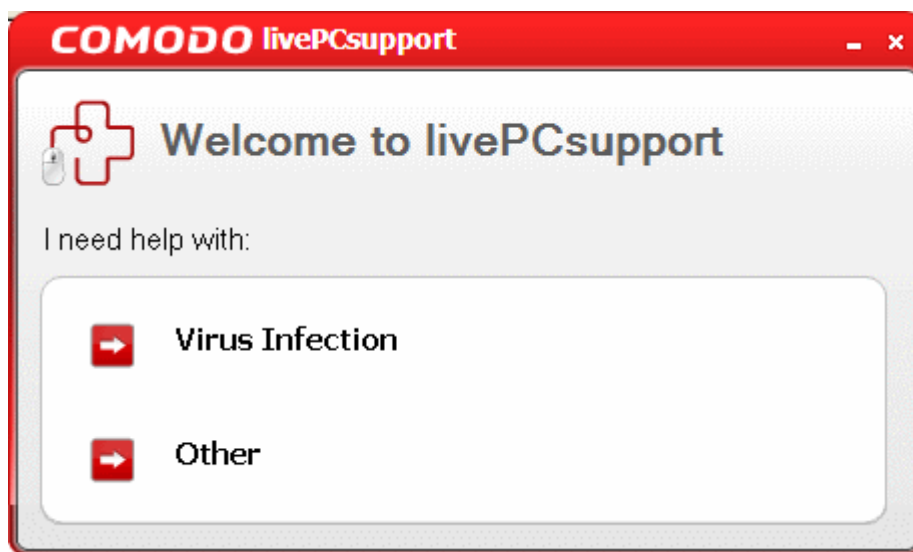 COMODO livePCsupport
Welcome to livePCsupport
I need help with:
Virus Infection
Other